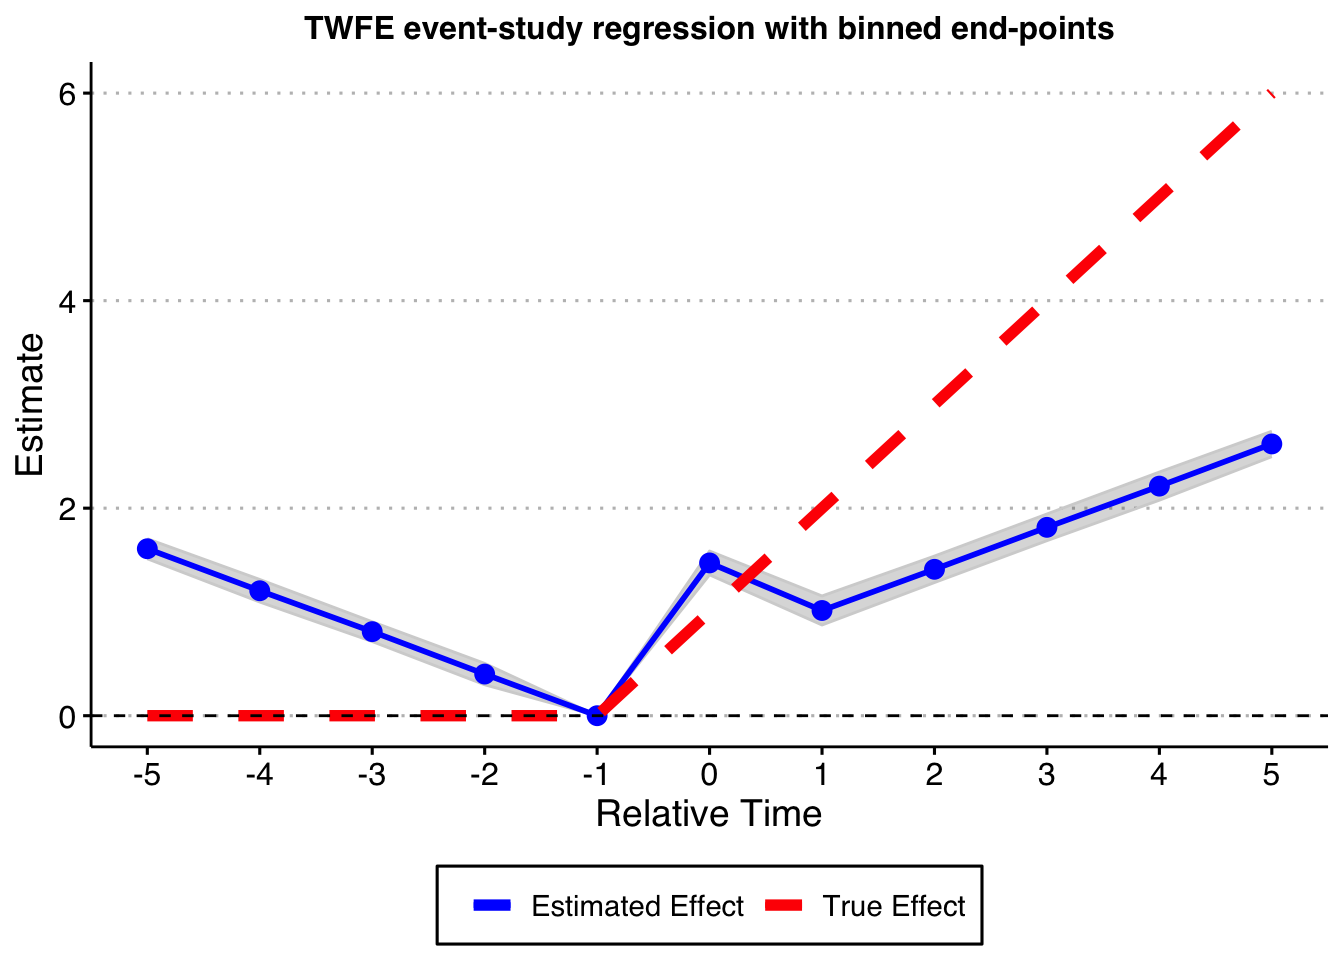 TWFE event-study regression with binned end-points
6
4
2
0
Estimate
-5 -4 -3 -2 -1 0 1 2 3 4 5
Relative Time
Estimated Effect True Effect